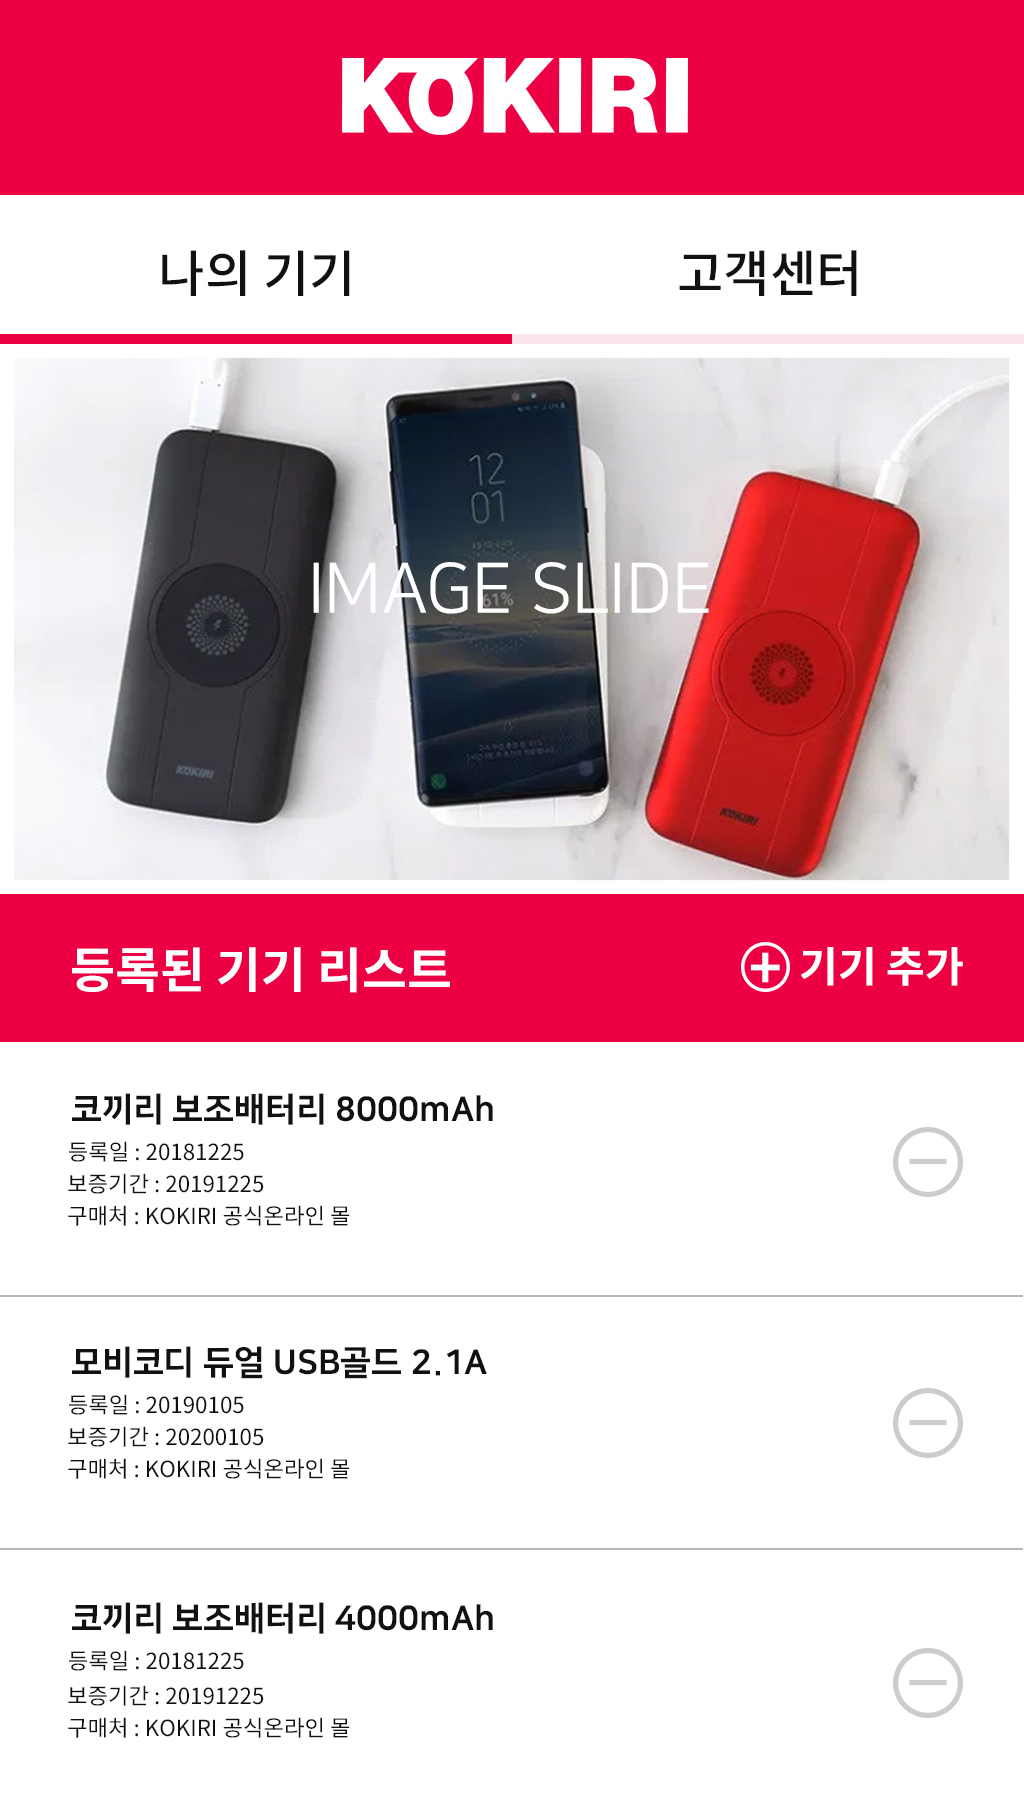 KOKIRI
나의 기기
고객센터
12
01
61%
IMAGE SLIDE
KOKIRI
KOKIRI
등록된 기기 리스트
기기 추가
코끼리 보조배터리 8000mAh
등록일 : 20181225
보증기간 : 20191225
구매처 : KOKIRI 공식온라인 몰
모비코디 듀얼 USB골드 2.1A
등록일 : 20190105
보증기간 : 20200105
구매처 : KOKIRI 공식온라인 몰
코끼리 보조배터리 4000mAh
등록일 : 20181225
보증기간 : 20191225
구매처 : KOKIRI 공식온라인 몰